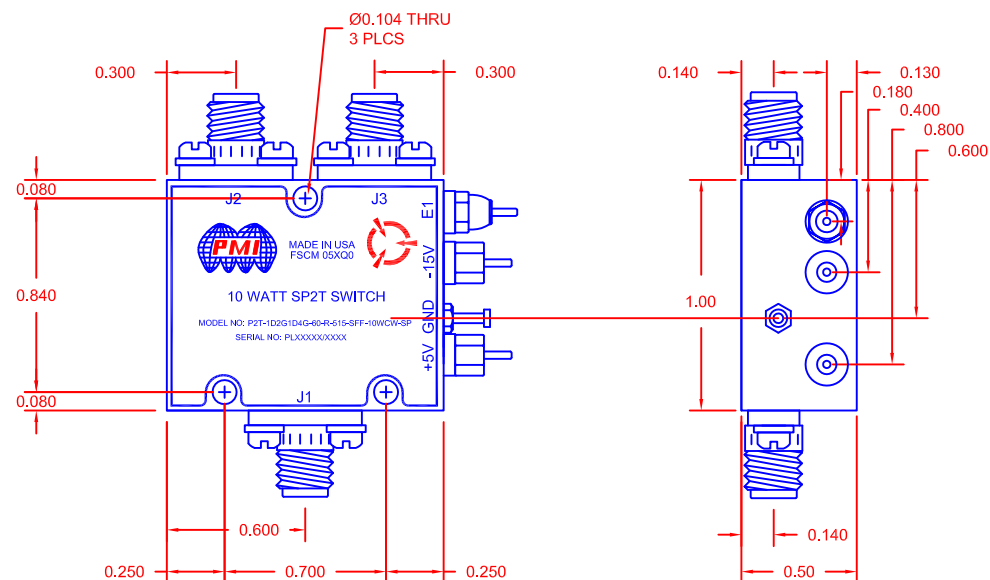 Ø0.104 THRU
3 PLCS
0.300
0.300
0.140
0.130
0.180
0.400
0.800
0.600
0.080
J2
J3
E1
PMI
MADE IN USA
FSCM 05XQ0
-15V
0.840
10 WATT SP2T SWITCH
1.00
MODEL NO: P2T-1D2G1D4G-60-R-515-SFF-10WCW-SP
GND
SERIAL NO: PLXXXXX/XXXX
+5V
0.080
J1
0.600
0.140
0.250
0.700
0.250
0.50